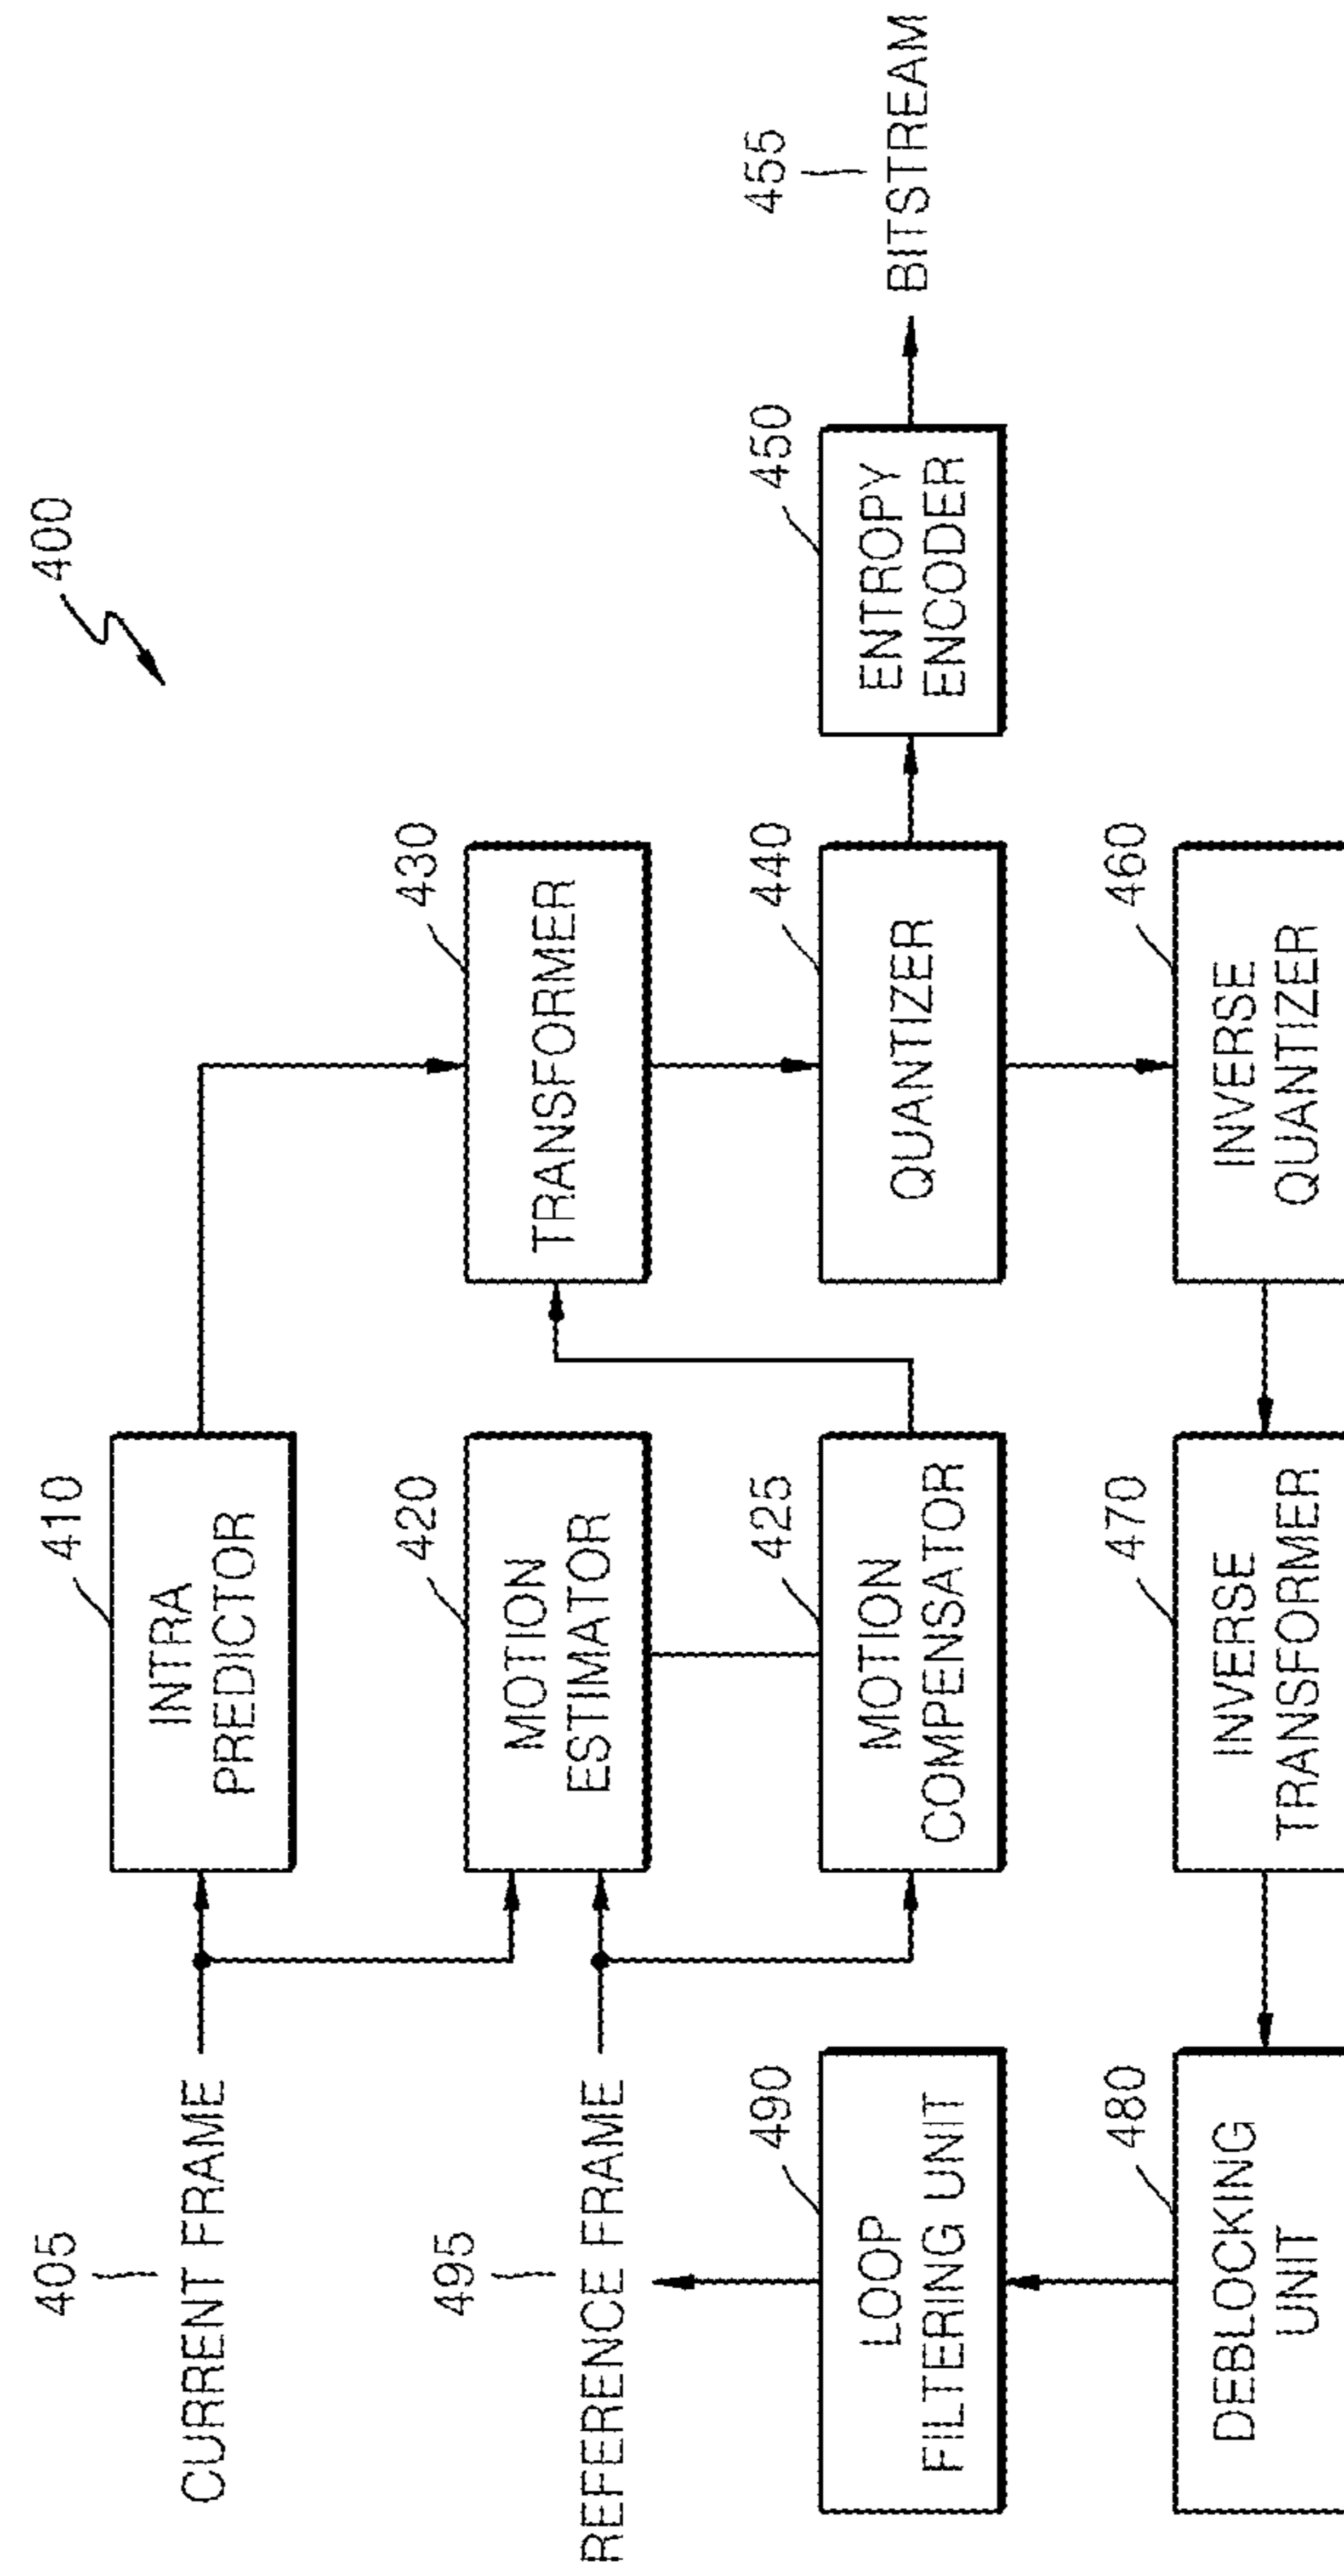 400
405
CURRENT FRAME
410
INTRA
PREDICTOR
495
REFERENCE FRAME
420
MOTION
ESTIMATOR
430
TRANSFORMER
490
LOOP
FILTERING UNIT
425
MOTION
COMPENSATOR
440
QUANTIZER
450
ENTROPY
ENCODER
455
BITSTREAM
480
DEBLOCKING
UNIT
470
INVERSE
TRANSFORMER
460
INVERSE
QUANTIZER